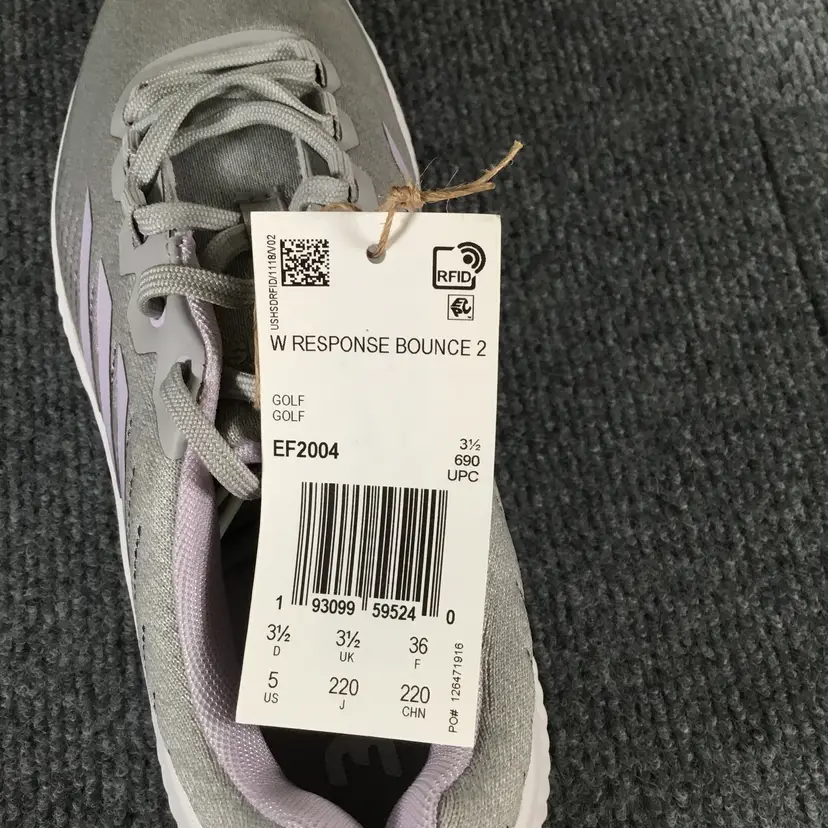 USHSDRFID/1118/V02
RFID
EPC
W RESPONSE BOUNCE 2
GOLF
GOLF
EF2004
3½
690
UPC
1 93099 59524 0
3½ 3½ 36
D UK F
5 220 220
US J CHN
PO# 126471916